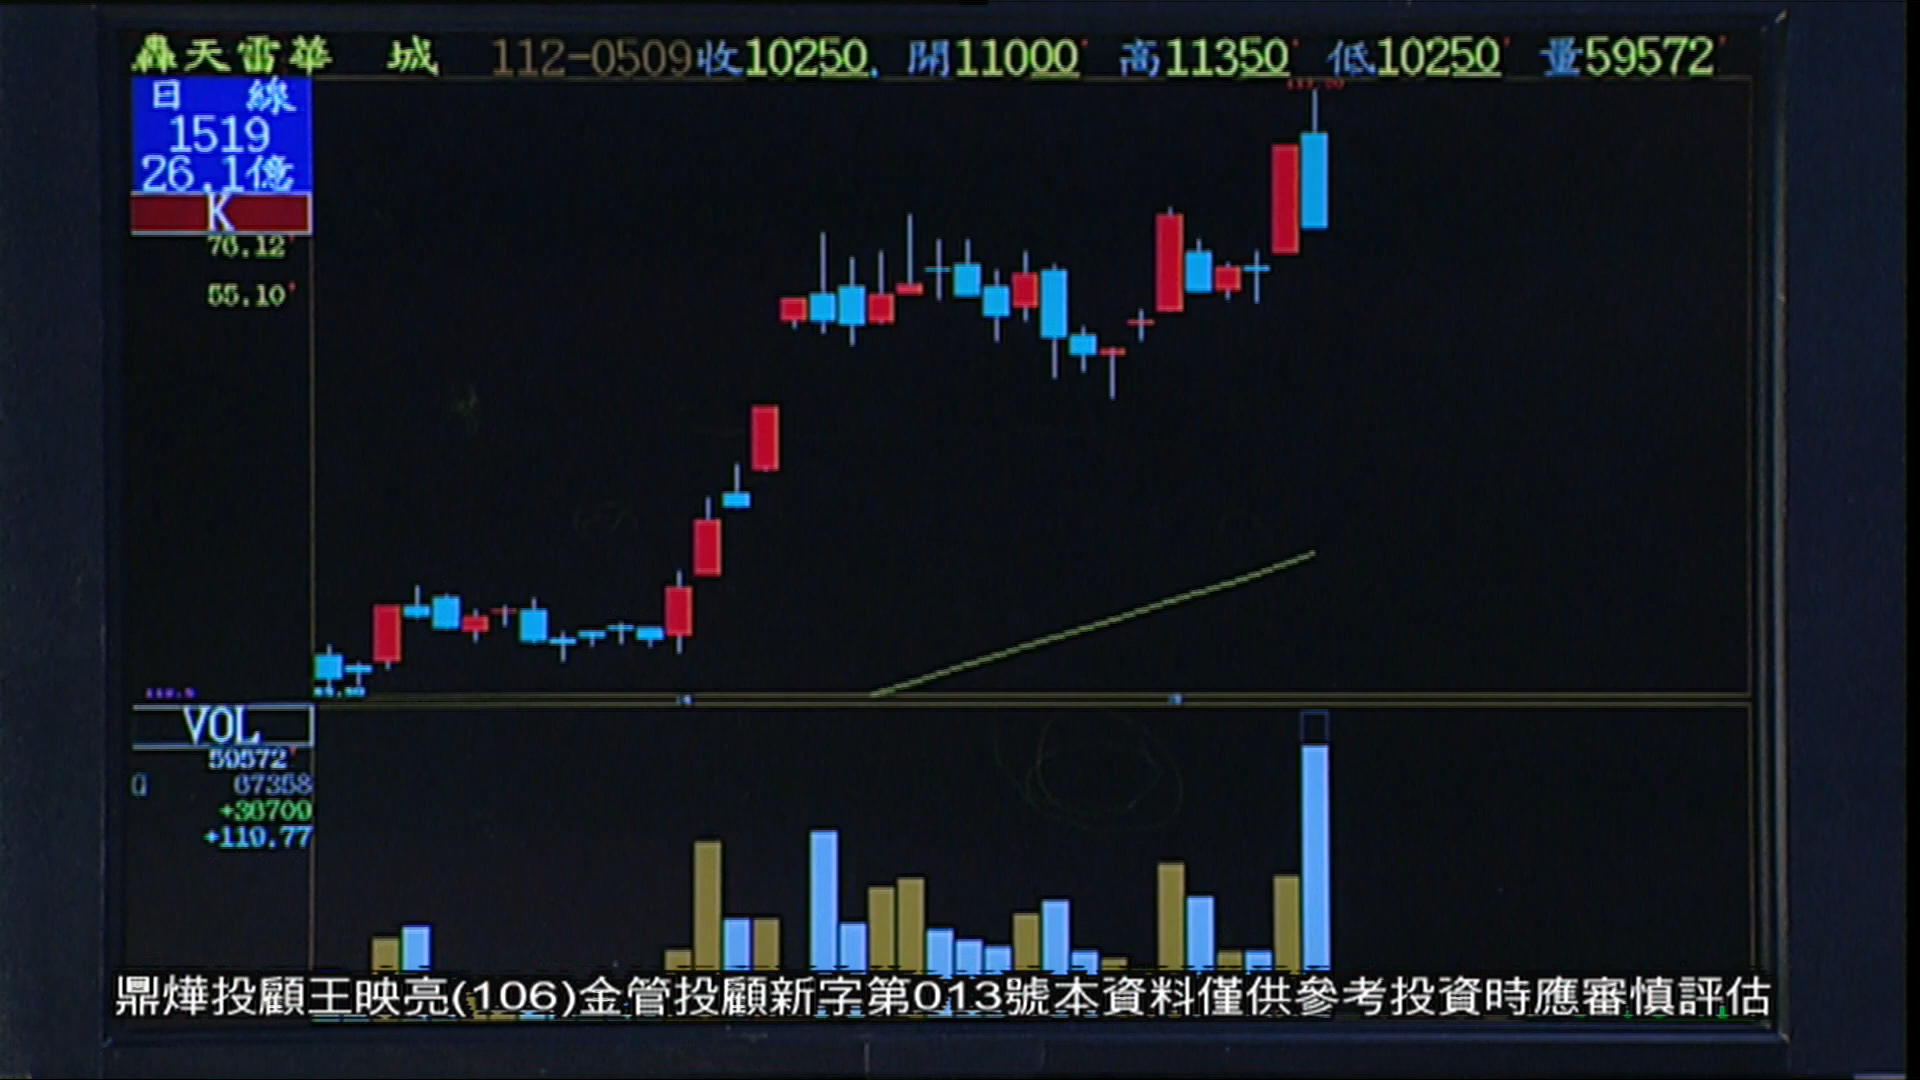 轟天雷華 城 112-0509收10250. 開11000 高11350 低10250 量59572
日 線
1519
26.1億
K
76.12
55.10
VOL
59572
Q 67358
+36709
+119.77
鼎燁投顧王映亮(106)金管投顧新字第013號本資料僅供參考投資時應審慎評估